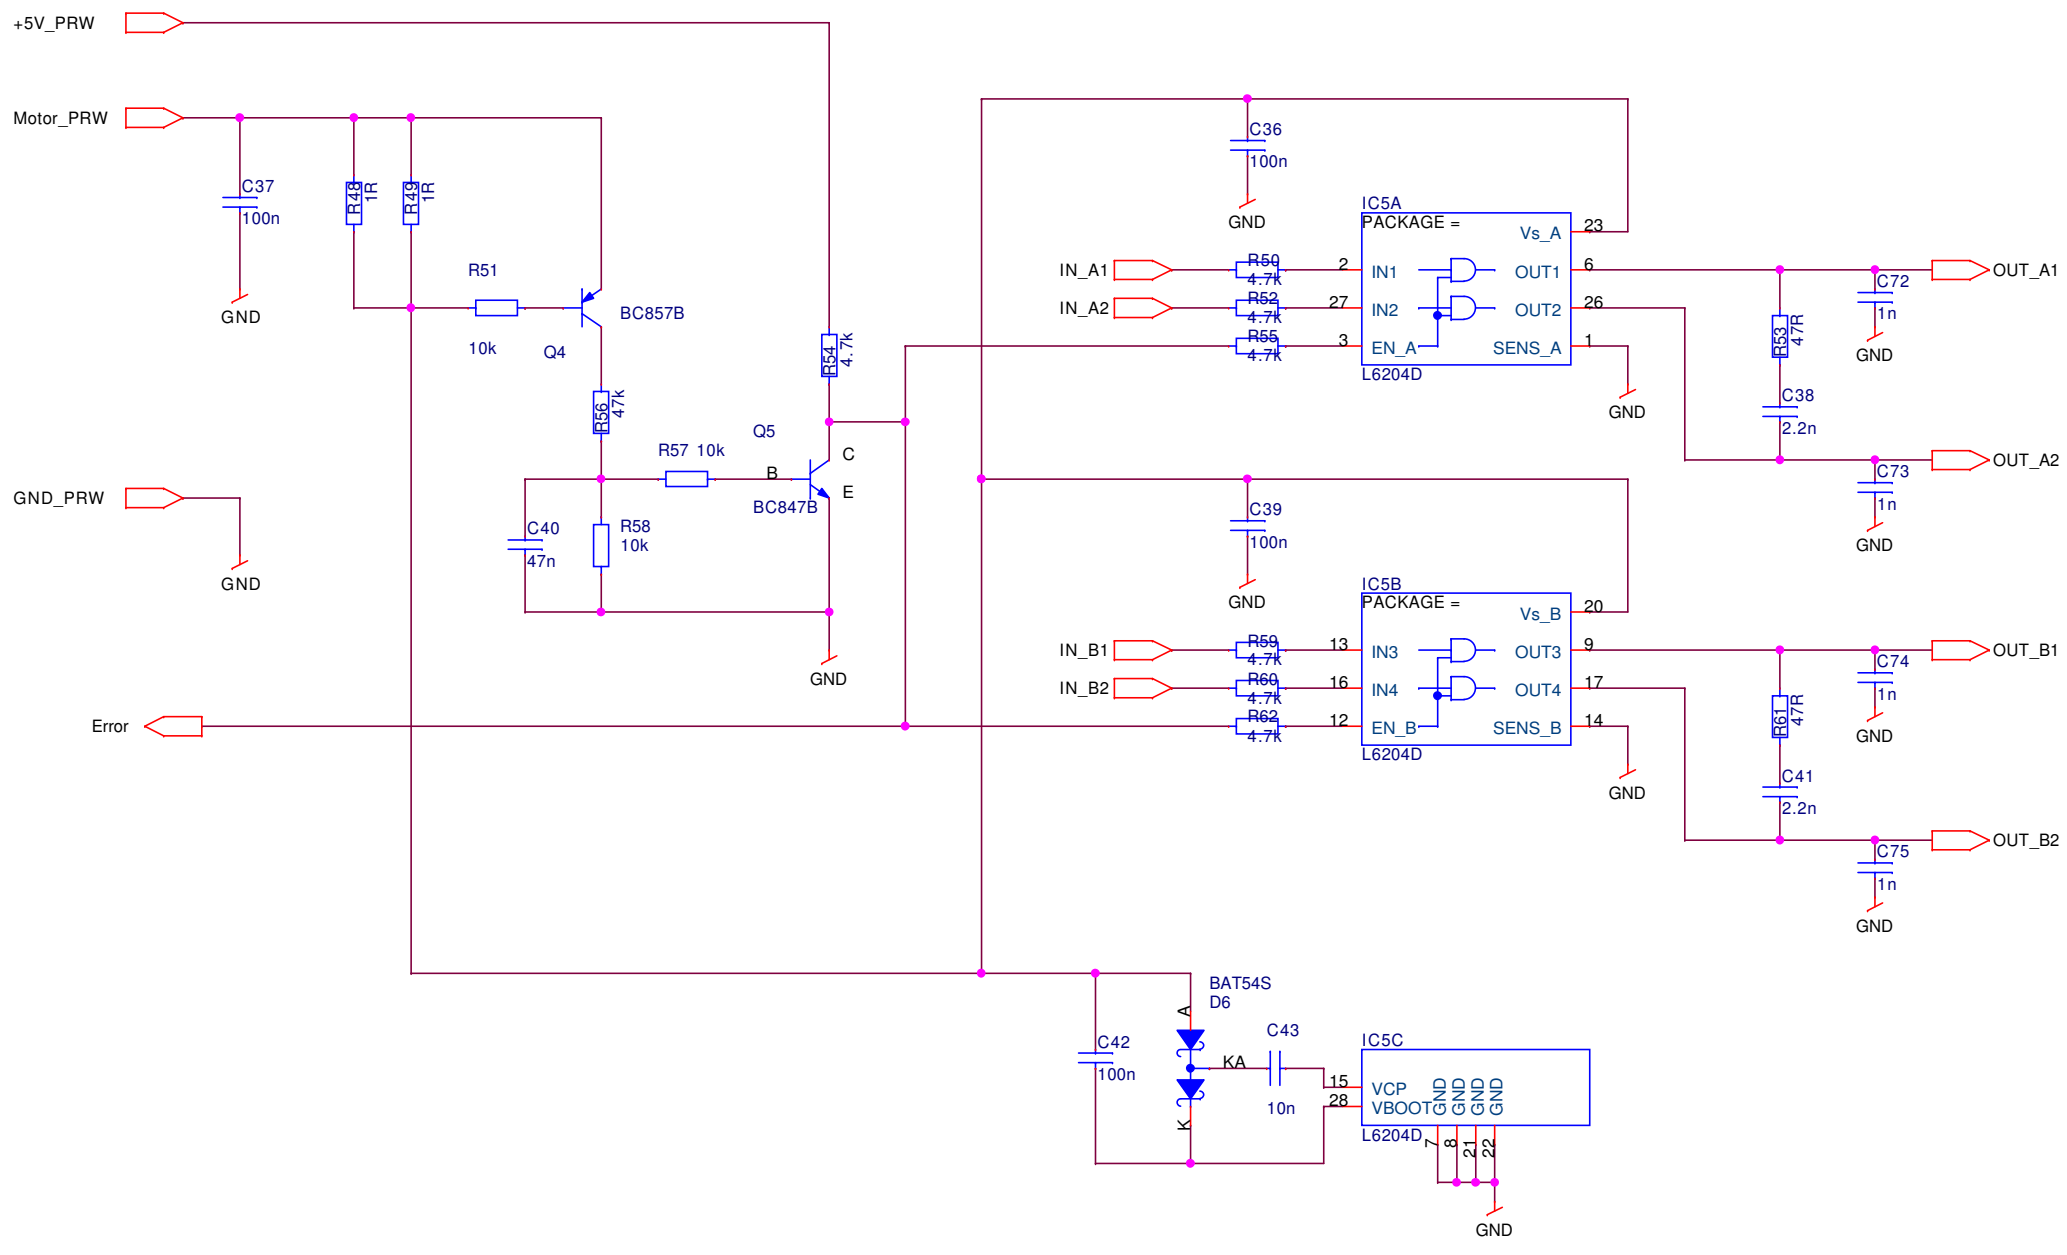 +5V_PRW
Motor_PRW
C37
100n
GND
R48
1R
R49
1R
R51
10k
Q4
BC857B
R56
47k
R54
4.7k
R57 10k
Q5
B
C
E
BC847B
C40
47n
R58
10k
GND
GND_PRW
GND
Error
C36
100n
GND
IC5A
PACKAGE =
IN_A1
R50
4.7k
2
IN1
IN_A2
R52
4.7k
27
IN2
R55
4.7k
3
EN_A
Vs_A
23
OUT1
6
OUT2
26
SENS_A
1
L6204D
GND
R53
47R
C38
2.2n
C72
1n
GND
OUT_A1
OUT_A2
C73
1n
GND
C39
100n
GND
IC5B
PACKAGE =
IN_B1
R59
4.7k
13
IN3
IN_B2
R60
4.7k
16
IN4
R62
4.7k
12
EN_B
Vs_B
20
OUT3
9
OUT4
17
SENS_B
14
L6204D
GND
R61
47R
C41
2.2n
C74
1n
GND
OUT_B1
OUT_B2
C75
1n
GND
BAT54S
D6
A
KA
K
C42
100n
C43
10n
IC5C
15
VCP
28
VBOOT
GND
GND
GND
GND
L6204D
7
8
21
22
GND